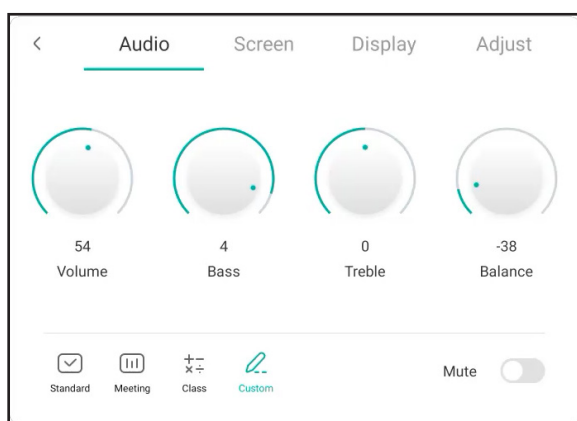 Audio Screen Display Adjust
54 4 0 -38
Volume Bass Treble Balance
Standard Meeting Class Custom Mute